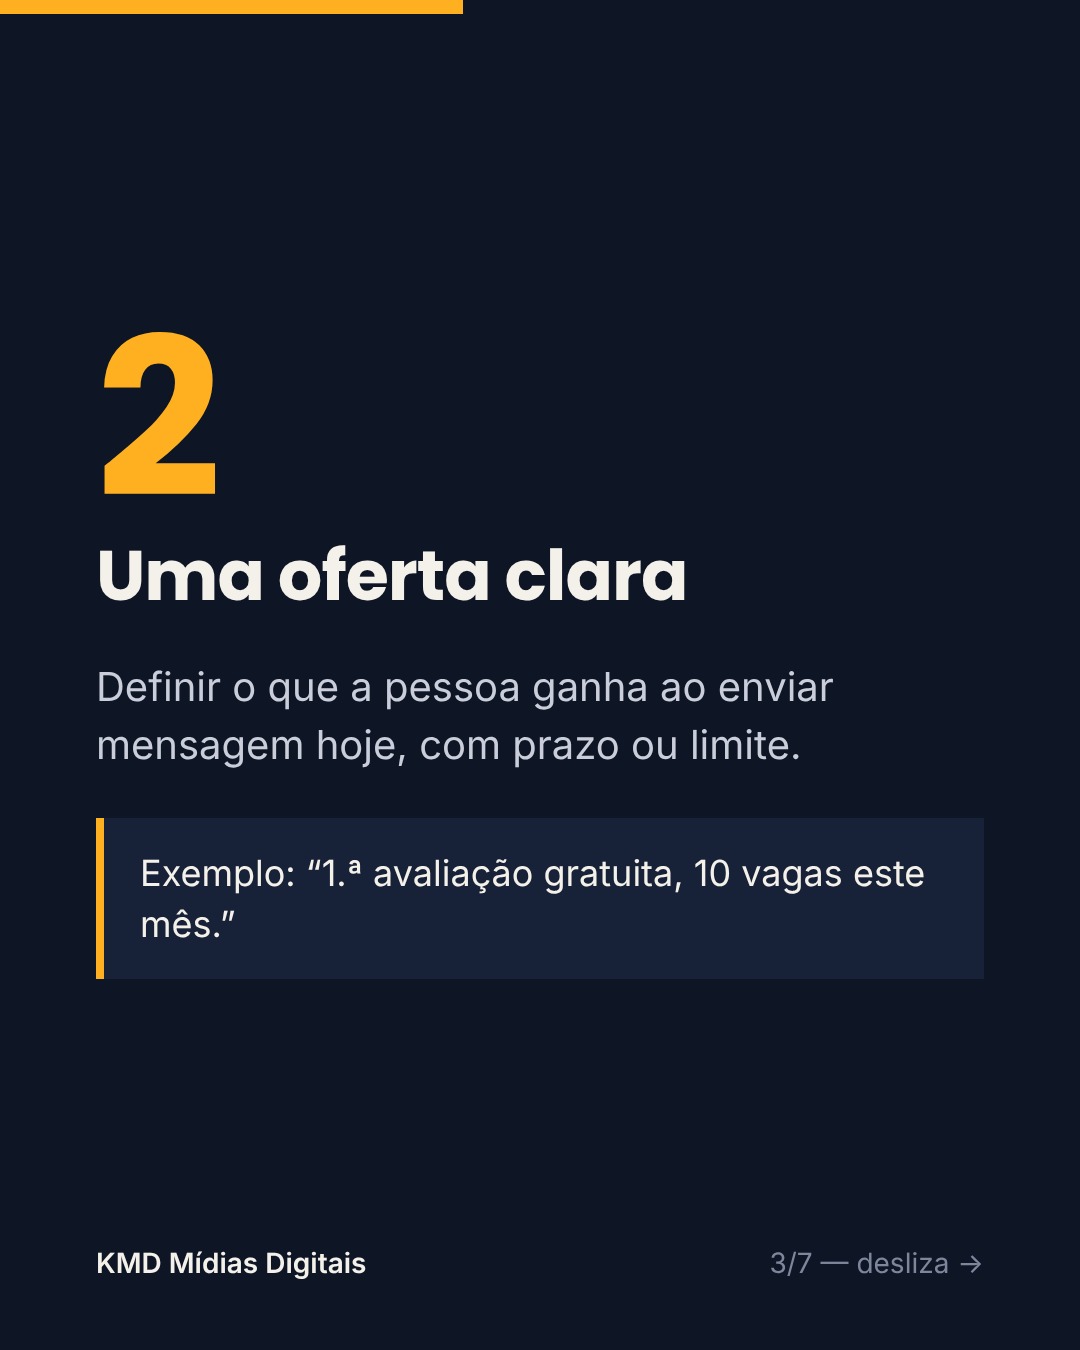 2
Uma oferta clara
Definir o que a pessoa ganha ao enviar
mensagem hoje, com prazo ou limite.
Exemplo: “1.ª avaliação gratuita, 10 vagas este
mês.”
KMD Mídias Digitais
3/7 — desliza →